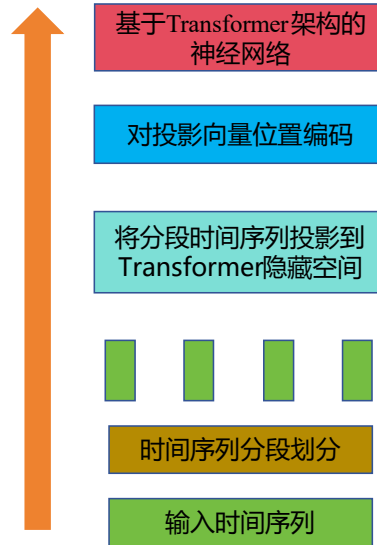 基于Transformer架构的
神经网络
对投影向量位置编码
将分段时间序列投影到
Transformer隐藏空间
时间序列分段划分
输入时间序列